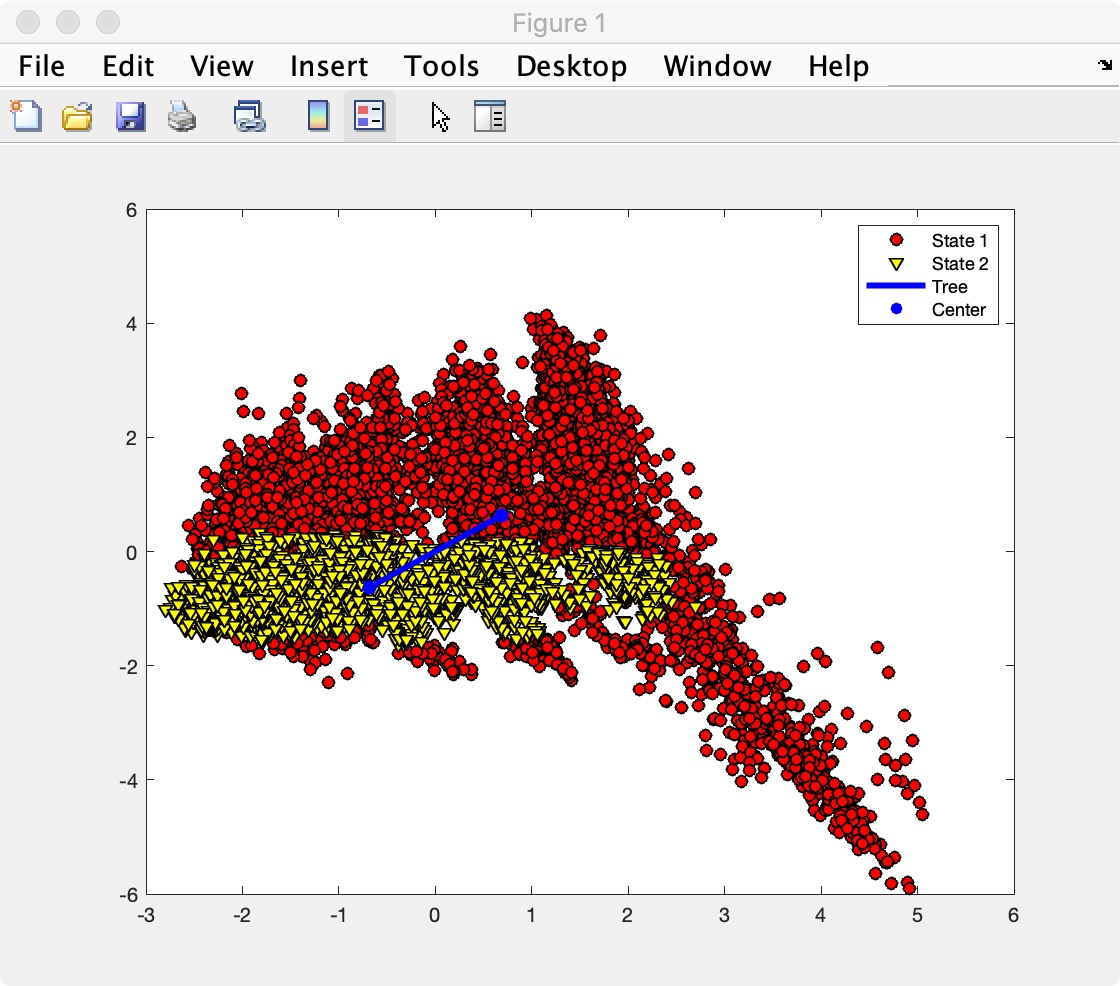 Figure 1
File Edit View Insert Tools Desktop Window Help
6
State 1
State 2
Tree
Center
4
2
0
-2
-4
-6
-3 -2 -1 0 1 2 3 4 5 6